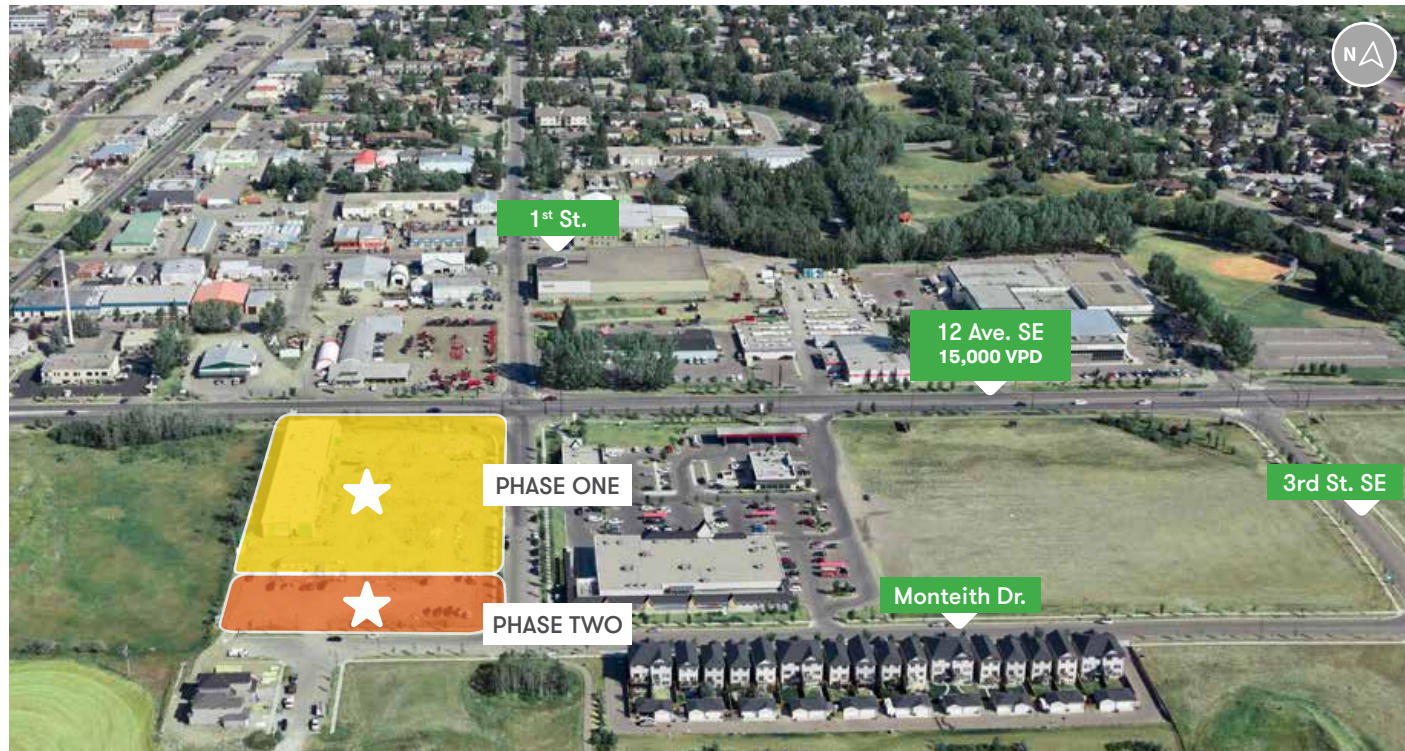 N
1st St.
12 Ave. SE
15,000 VPD
3rd St. SE
PHASE ONE
Monteith Dr.
PHASE TWO